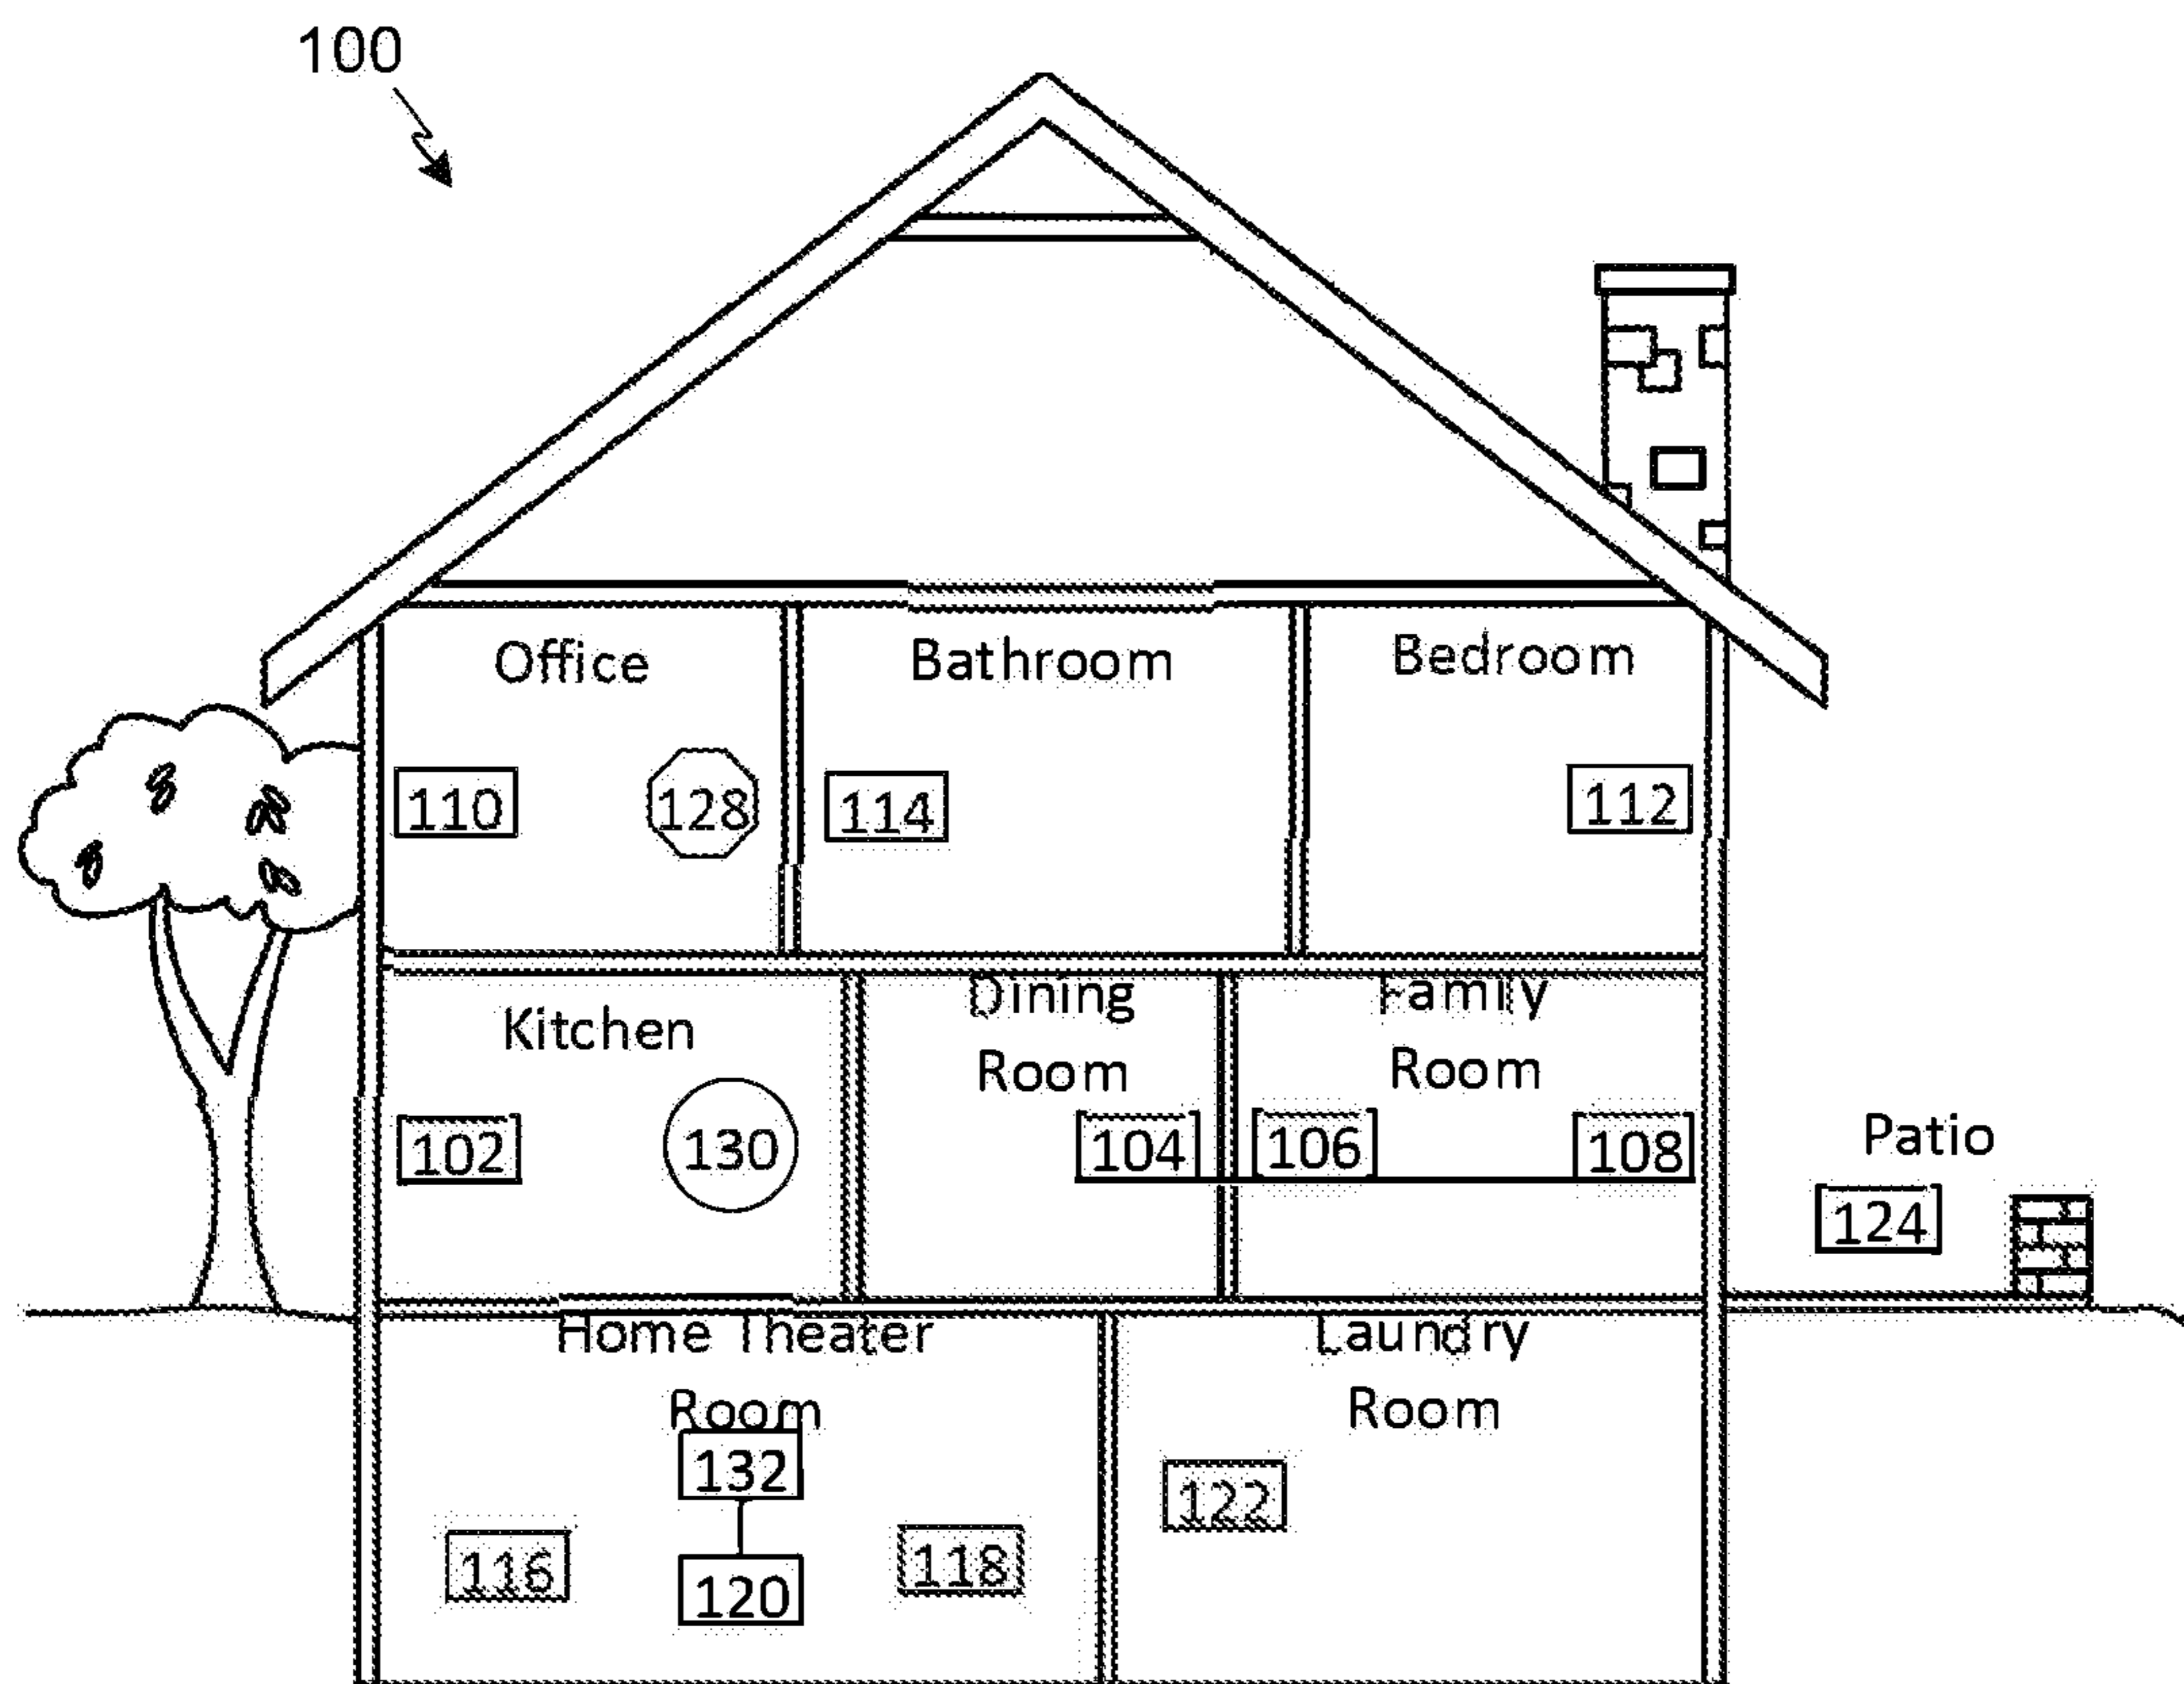 100
Office
Bathroom
Bedroom
110
128
114
112
Kitchen
Dining
Room
Family
Room
102
130
104
106
108
Patio
124
Home Theater
Room
Laundry
Room
132
116
120
118
122